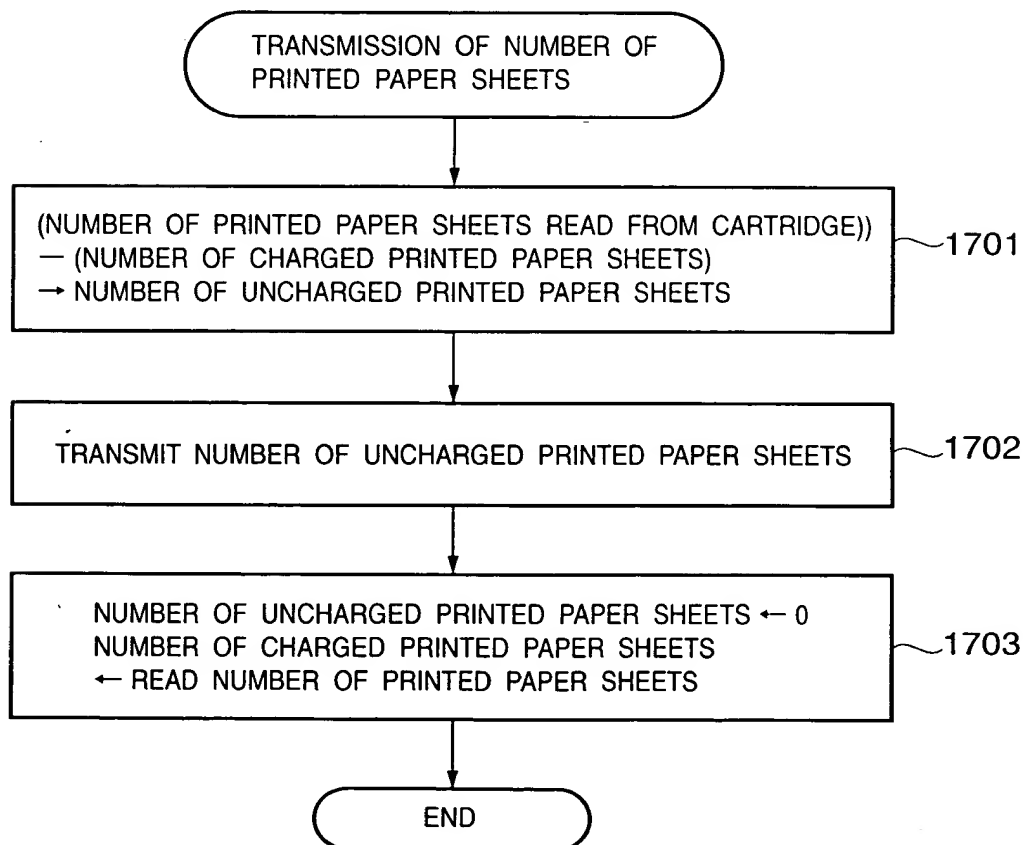 TRANSMISSION OF NUMBER OF
PRINTED PAPER SHEETS
(NUMBER OF PRINTED PAPER SHEETS READ FROM CARTRIDGE))
— (NUMBER OF CHARGED PRINTED PAPER SHEETS)
→ NUMBER OF UNCHARGED PRINTED PAPER SHEETS
1701
TRANSMIT NUMBER OF UNCHARGED PRINTED PAPER SHEETS
1702
NUMBER OF UNCHARGED PRINTED PAPER SHEETS ← 0
NUMBER OF CHARGED PRINTED PAPER SHEETS
← READ NUMBER OF PRINTED PAPER SHEETS
1703
END